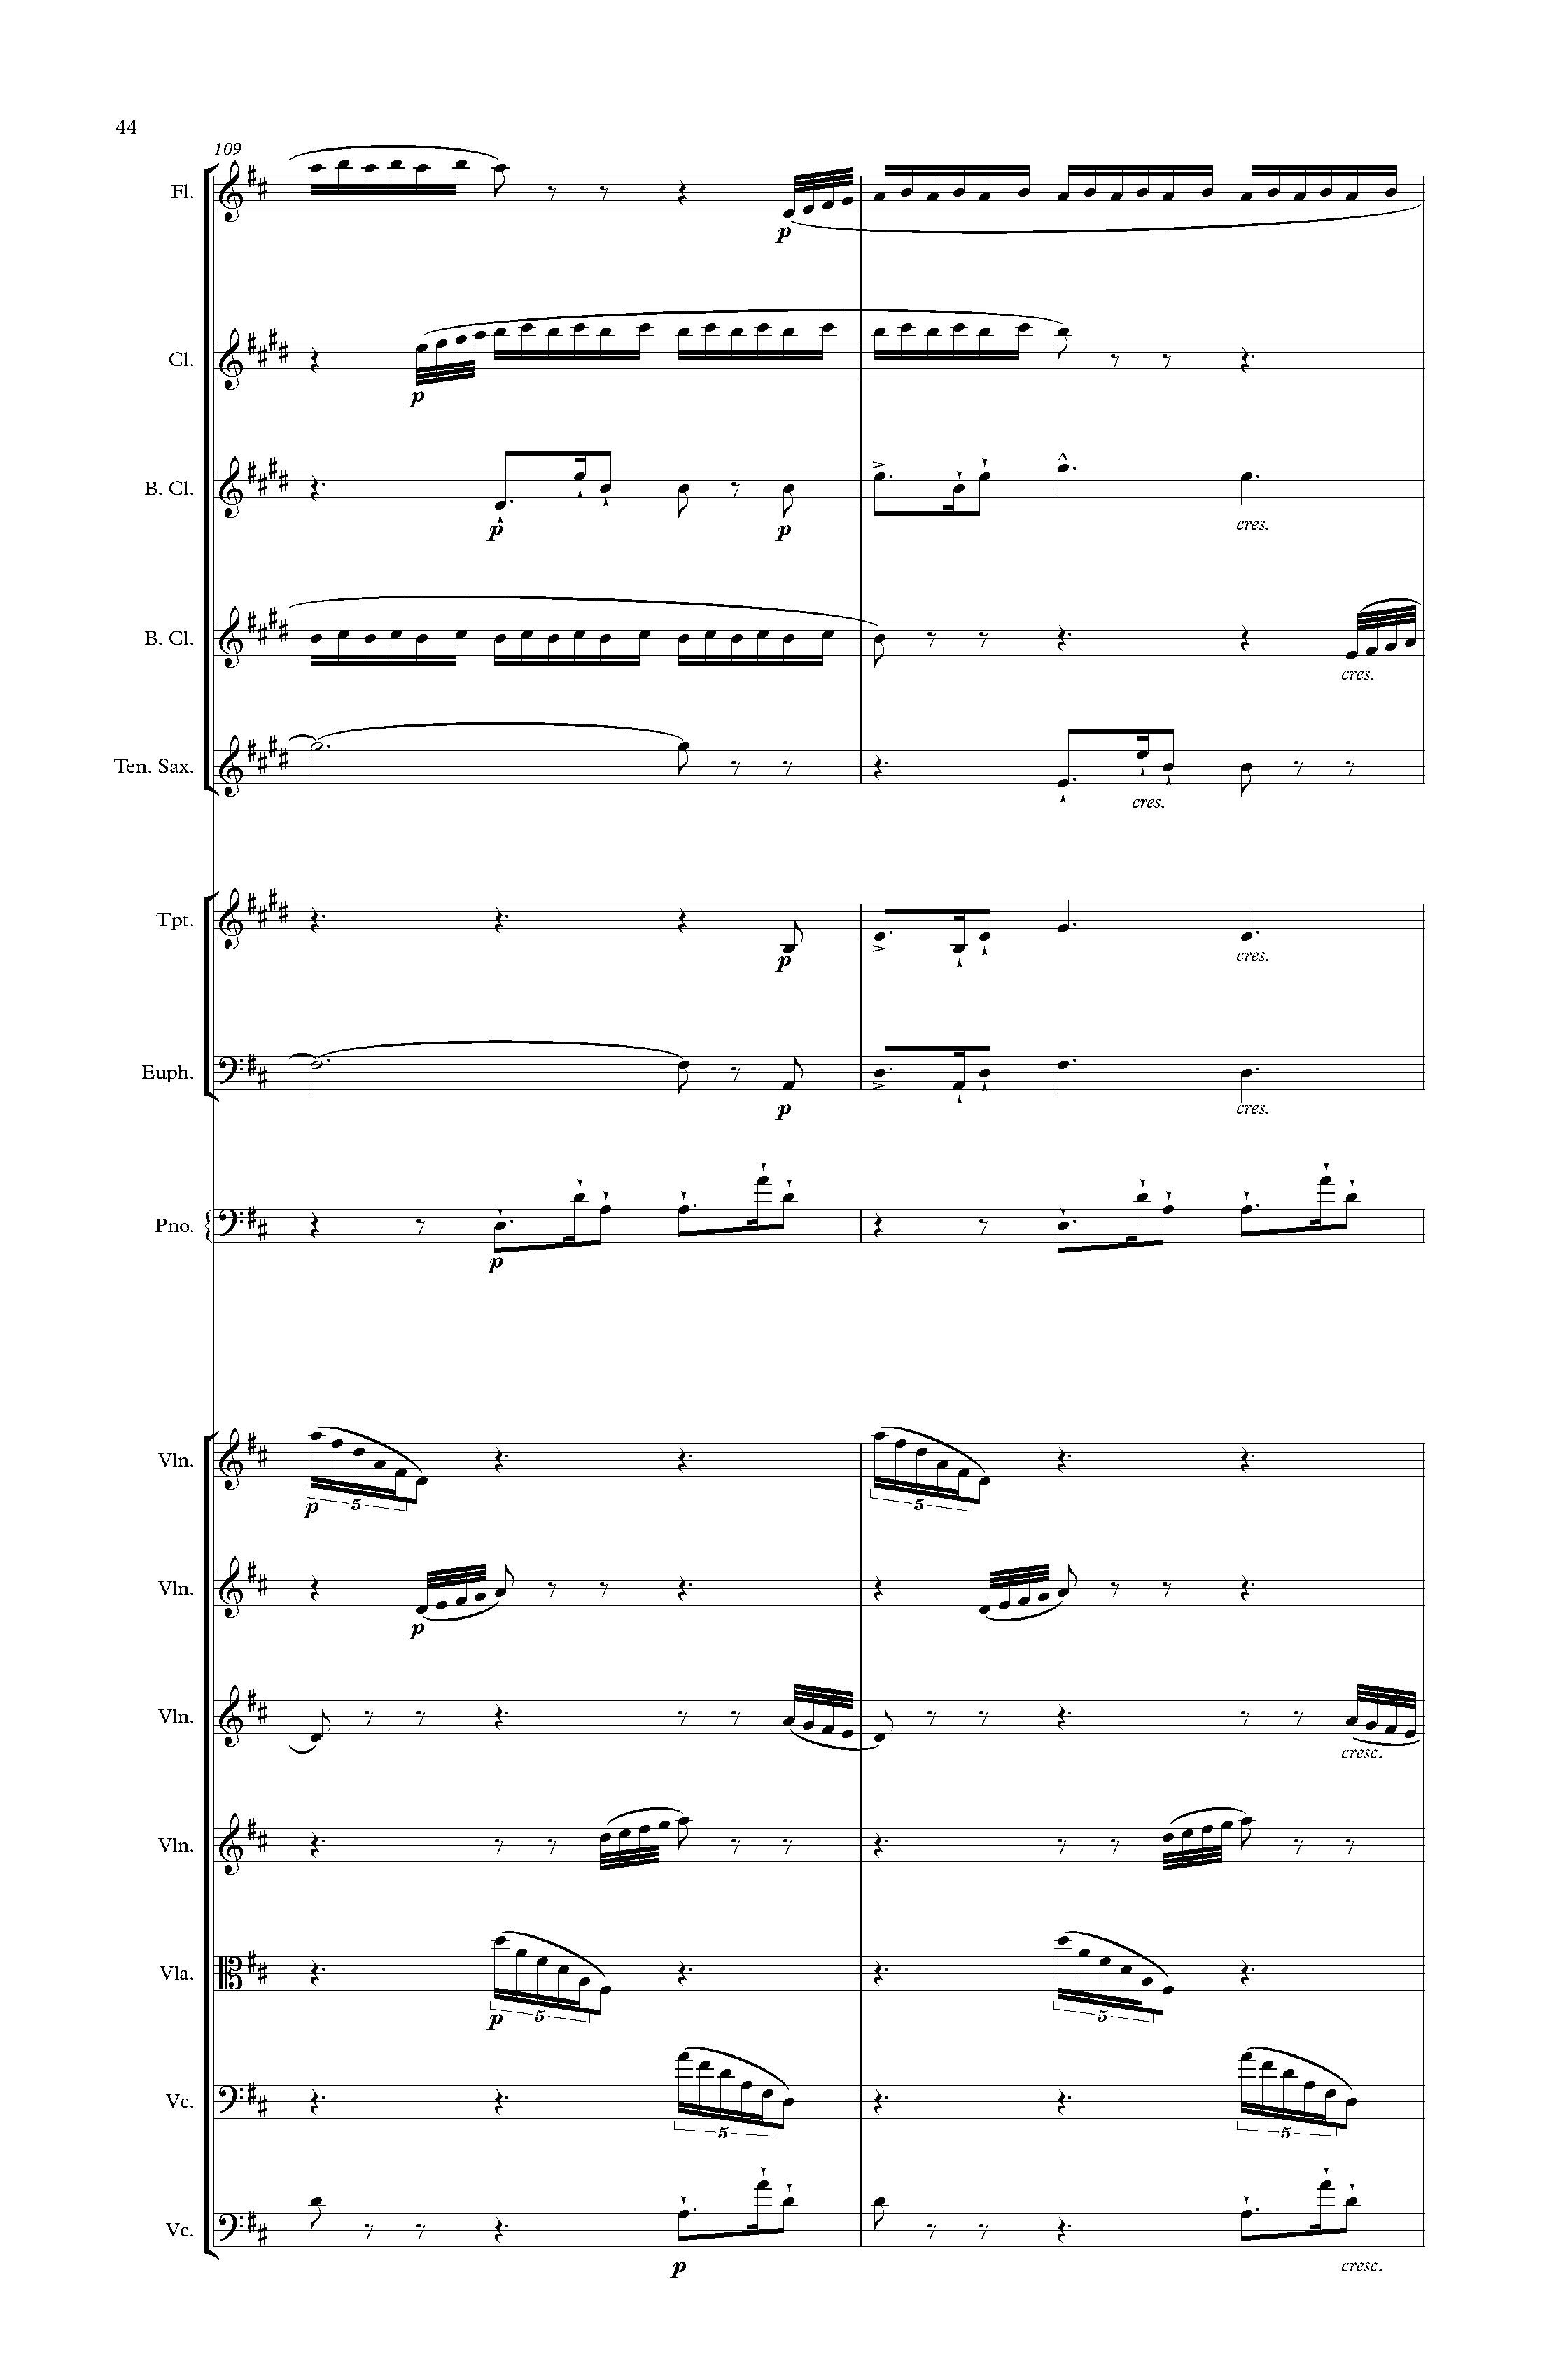 44
109
Fl.
p
Cl.
p
B. Cl.
p p cres.
B. Cl.
cres.
Ten. Sax.
cres.
Tpt.
p cres.
Euph.
p cres.
Pno.
p
Vln.
p 5 5
Vln.
p
Vln.
cresc.
Vln.
Vla.
p 5 5
Vc.
5 5
Vc.
p cresc.